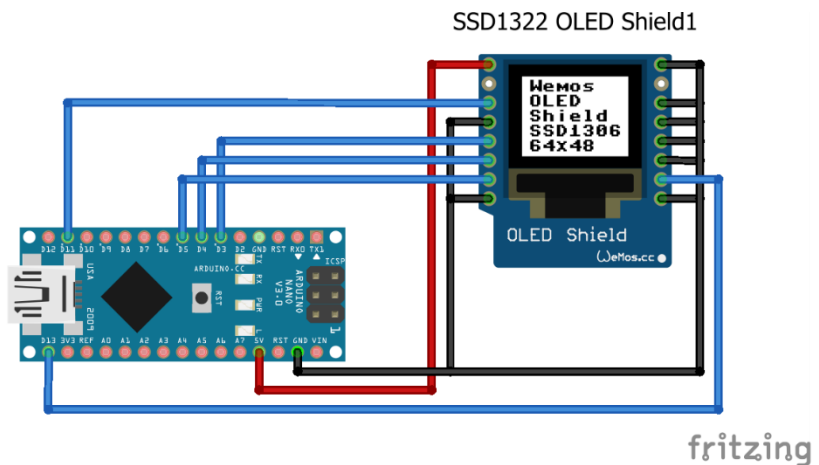 SSD1322 OLED Shield1
Wemos
OLED
Shield
SSD1306
64x48
OLED Shield
WeMos.cc
D12 D11 D10 D9 D8 D7 D6 D5 D4 D3 D2 GND RST RX0 TX1
USA
2009
ARDUINO.CC
RST
TX
RX
PWR
L
ARDUINO
NANO
V3.0
ICSP
1
D13 3V3 REF A0 A1 A2 A3 A4 A5 A6 A7 5V RST GND VIN
fritzing